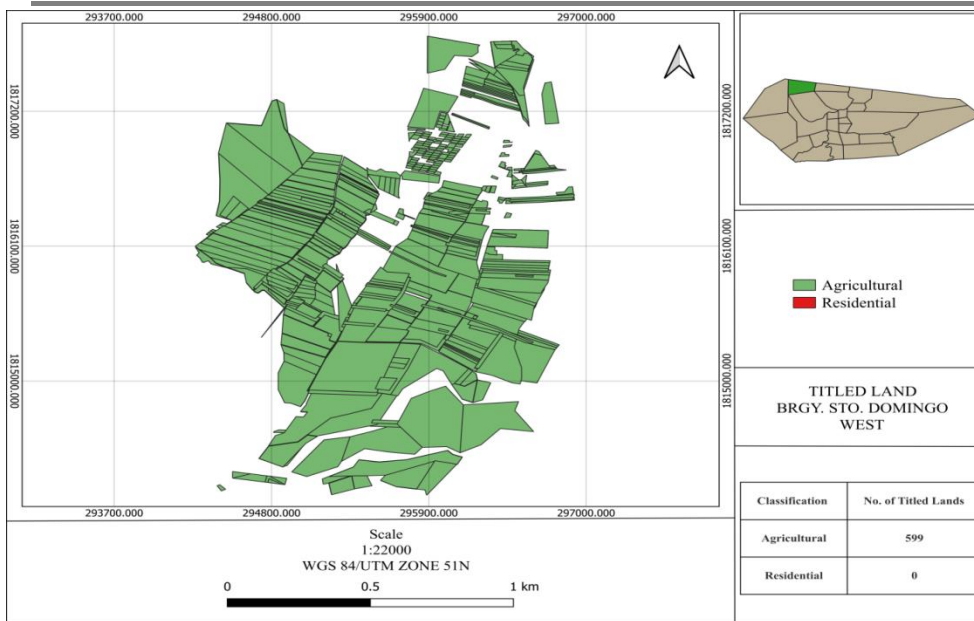 293700.000 294800.000 295900.000 297000.000
1817200.000 1817200.000
1816100.000 1816100.000
1815000.000 1815000.000
293700.000 294800.000 295900.000 297000.000
Scale
1:22000
WGS 84/UTM ZONE 51N
0 0.5 1 km
Agricultural
Residential
TITLED LAND
BRGY. STO. DOMINGO
WEST
Classification No. of Titled Lands
Agricultural 599
Residential 0